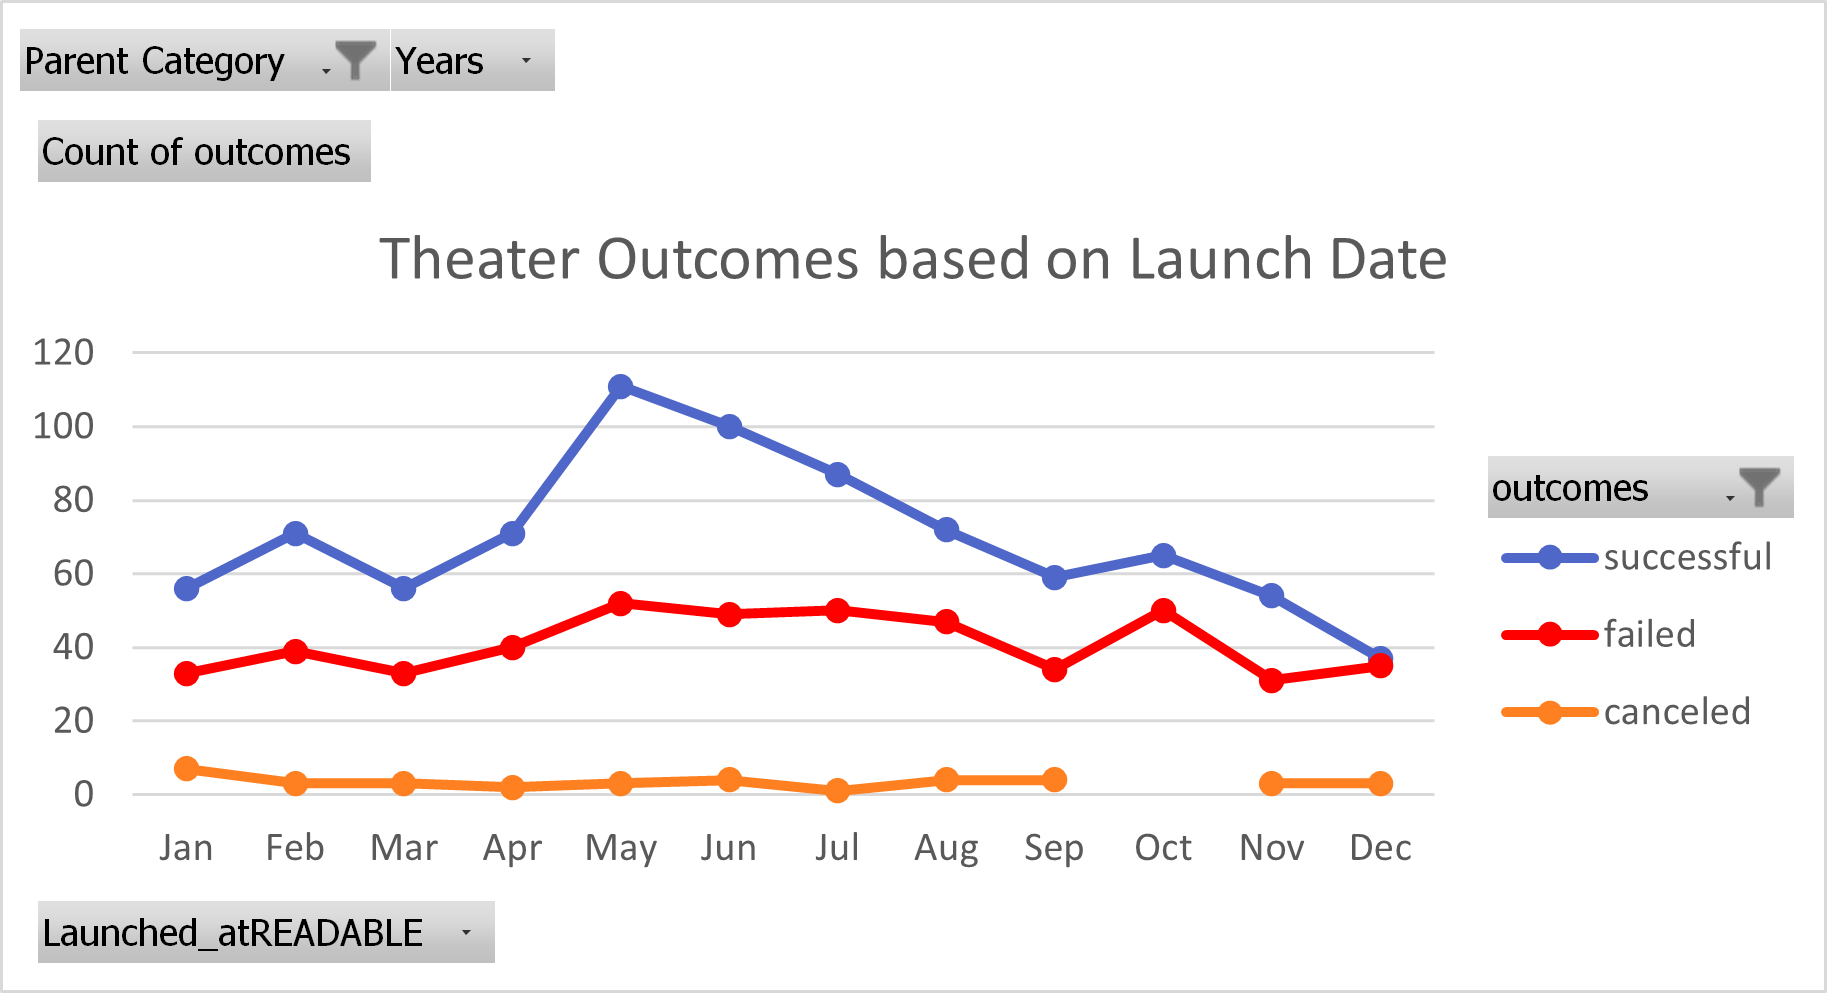 Parent Category Years
Count of outcomes
Theater Outcomes based on Launch Date
120
100
80
60
40
20
0
Jan Feb Mar Apr May Jun Jul Aug Sep Oct Nov Dec
outcomes
successful
failed
canceled
Launched_atREADABLE